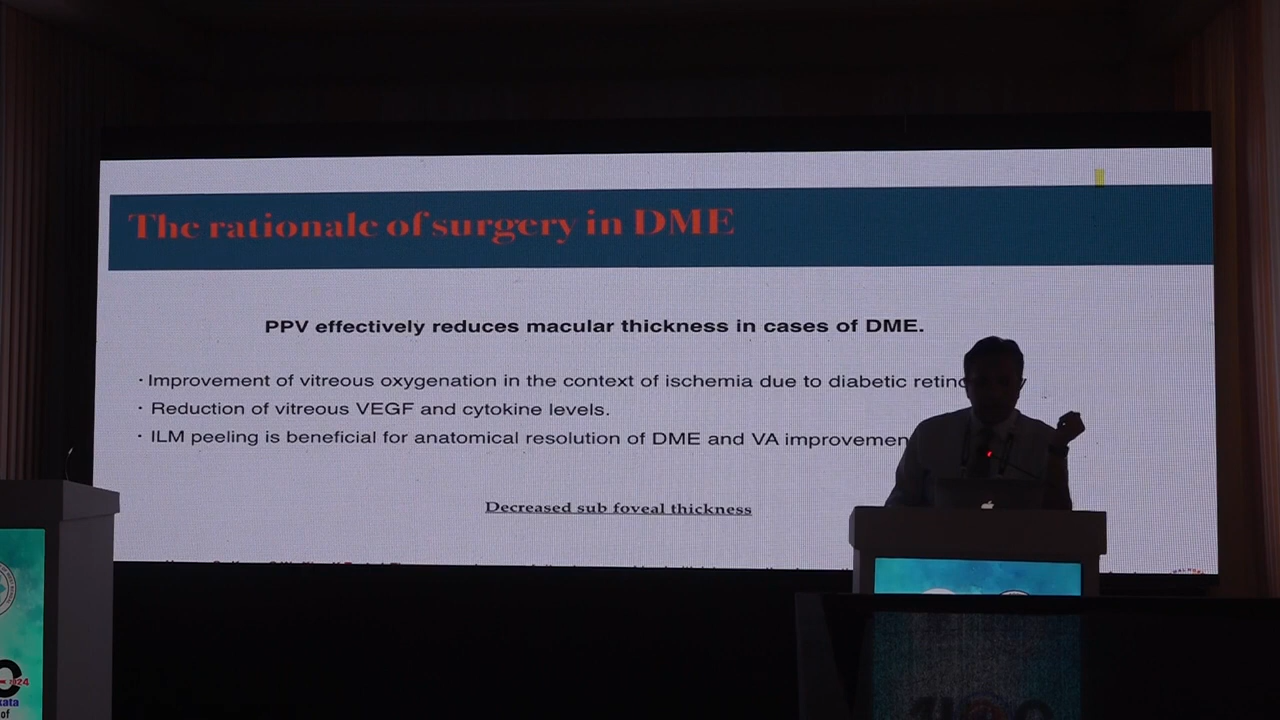 The rationale of surgery in DME
PPV effectively reduces macular thickness in cases of DME.
· Improvement of vitreous oxygenation in the context of ischemia due to diabetic
· Reduction of vitreous VEGF and cytokine levels.
· ILM peeling is beneficial for anatomical resolution of DME and VA
Decreased sub foveal thickness
of